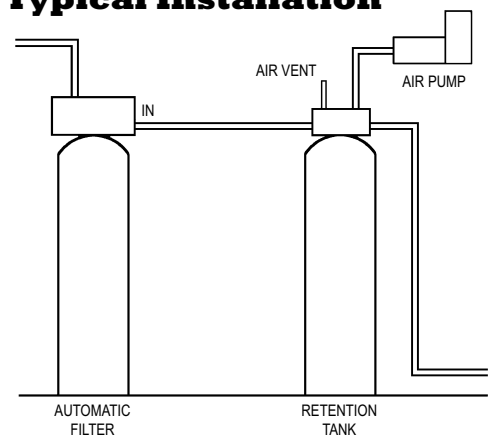 Typical Installation
AIR VENT
AIR PUMP
IN
AUTOMATIC
FILTER
RETENTION
TANK